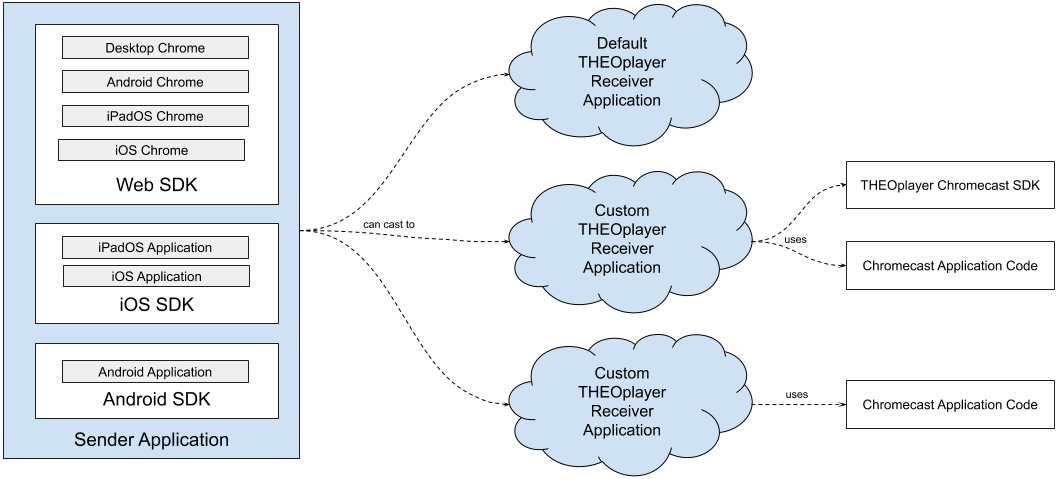 Desktop Chrome
Android Chrome
iPadOS Chrome
iOS Chrome
Web SDK
iPadOS Application
iOS Application
iOS SDK
Android Application
Android SDK
Sender Application
can cast to
Default
THEOplayer
Receiver
Application
Custom
THEOplayer
Receiver
Application
uses
THEOplayer Chromecast SDK
Chromecast Application Code
Custom
THEOplayer
Receiver
Application
uses
Chromecast Application Code